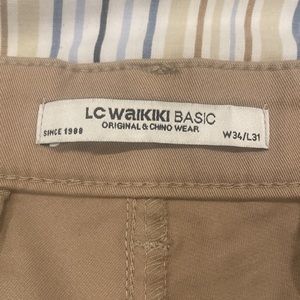 LC WAIKIKI BASIC
ORIGINAL & CHINO WEAR
SINCE 1988
W34/L31